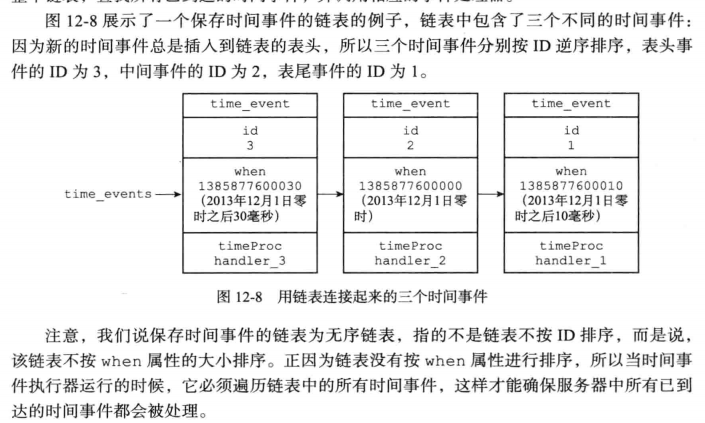 图 12-8 展示了一个保存时间事件的链表的例子，链表中包含了三个不同的时间事件：
因为新的时间事件总是插入到链表的表头，所以三个时间事件分别按 ID 逆序排序，表头事
件的 ID 为 3，中间事件的 ID 为 2，表尾事件的 ID 为 1。
time_events
time_event
id
3
when
1385877600030
（2013年12月1日零
时之后30毫秒）
timeProc
handler_3
time_event
id
2
when
1385877600000
（2013年12月1日零
时）
timeProc
handler_2
time_event
id
1
when
1385877600010
（2013年12月1日零
时之后10毫秒）
timeProc
handler_1
图 12-8 用链表连接起来的三个时间事件
注意，我们说保存时间事件的链表为无序链表，指的不是链表不按 ID 排序，而是说，
该链表不按 when 属性的大小排序。正因为链表没有按 when 属性进行排序，所以当时间事
件执行器运行的时候，它必须遍历链表中的所有时间事件，这样才能确保服务器中所有已到
达的时间事件都会被处理。